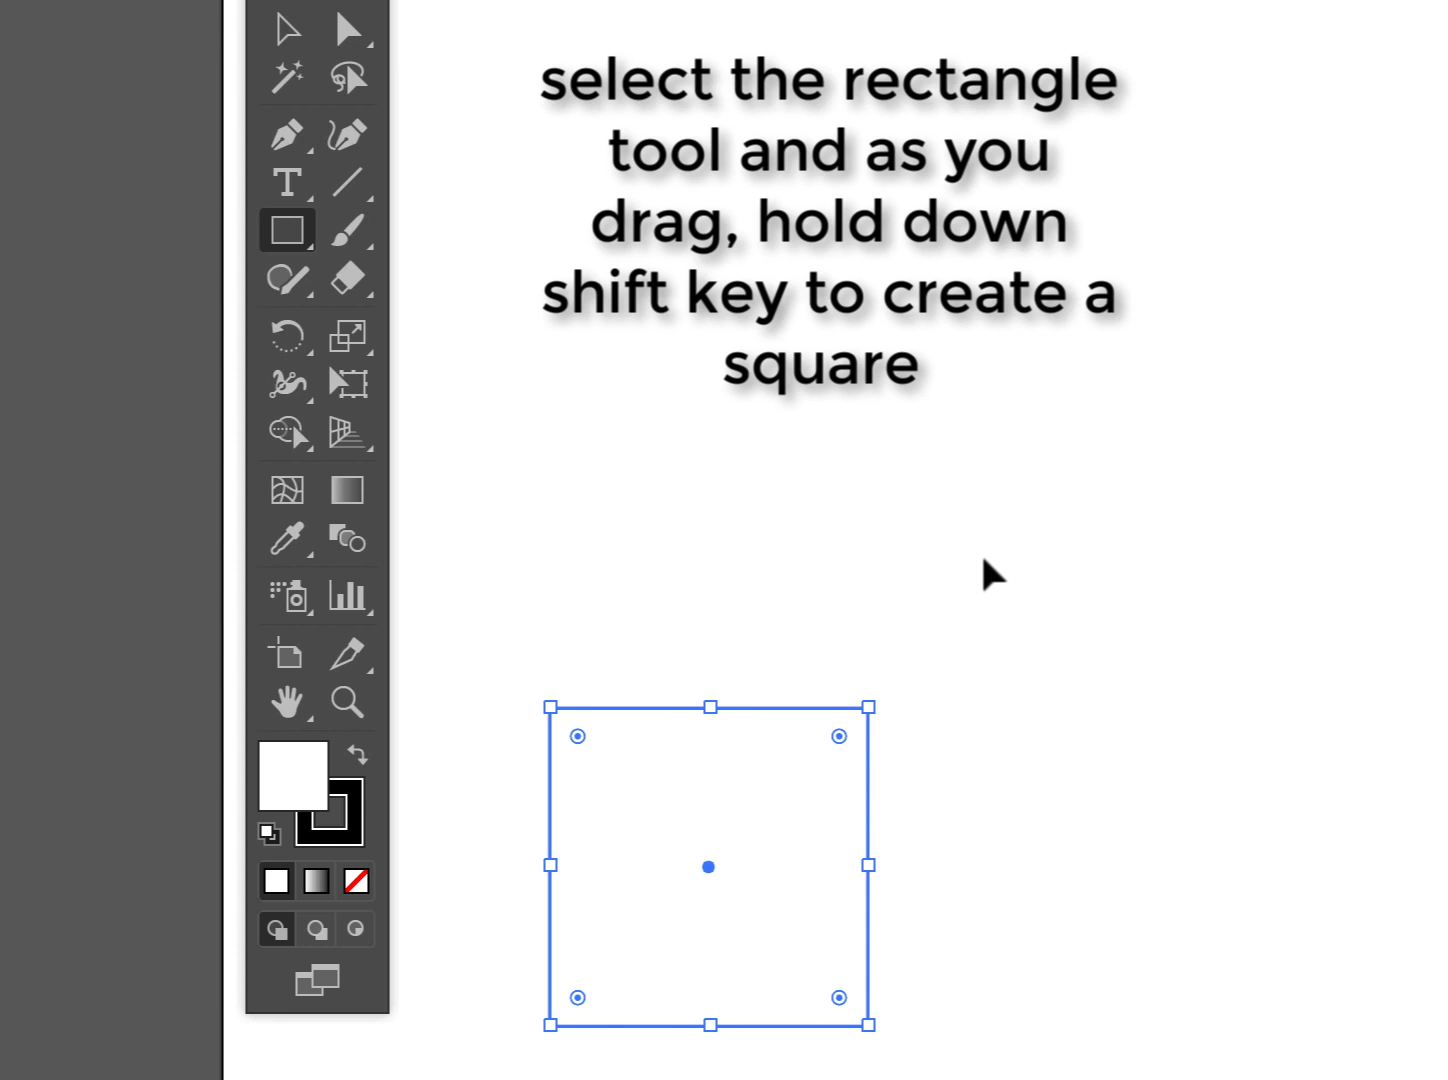 select the rectangle
tool and as you
drag, hold down
shift key to create a
square